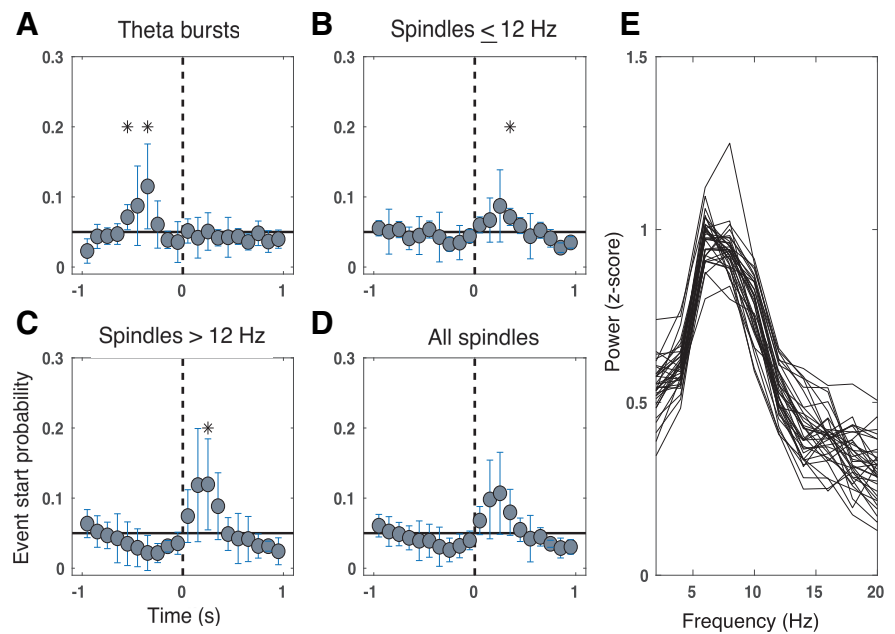 A
Theta bursts
0.3
0.2
* *
0.1
0
-1 0 1
B
Spindles ≤ 12 Hz
0.3
0.2
*
0.1
0
-1 0 1
C
Spindles > 12 Hz
0.3
0.2
*
0.1
0
-1 0 1
Event start probability
Time (s)
D
All spindles
0.3
0.2
0.1
0
-1 0 1
E
1.5
1
0.5
0
Power (z-score)
5 10 15 20
Frequency (Hz)